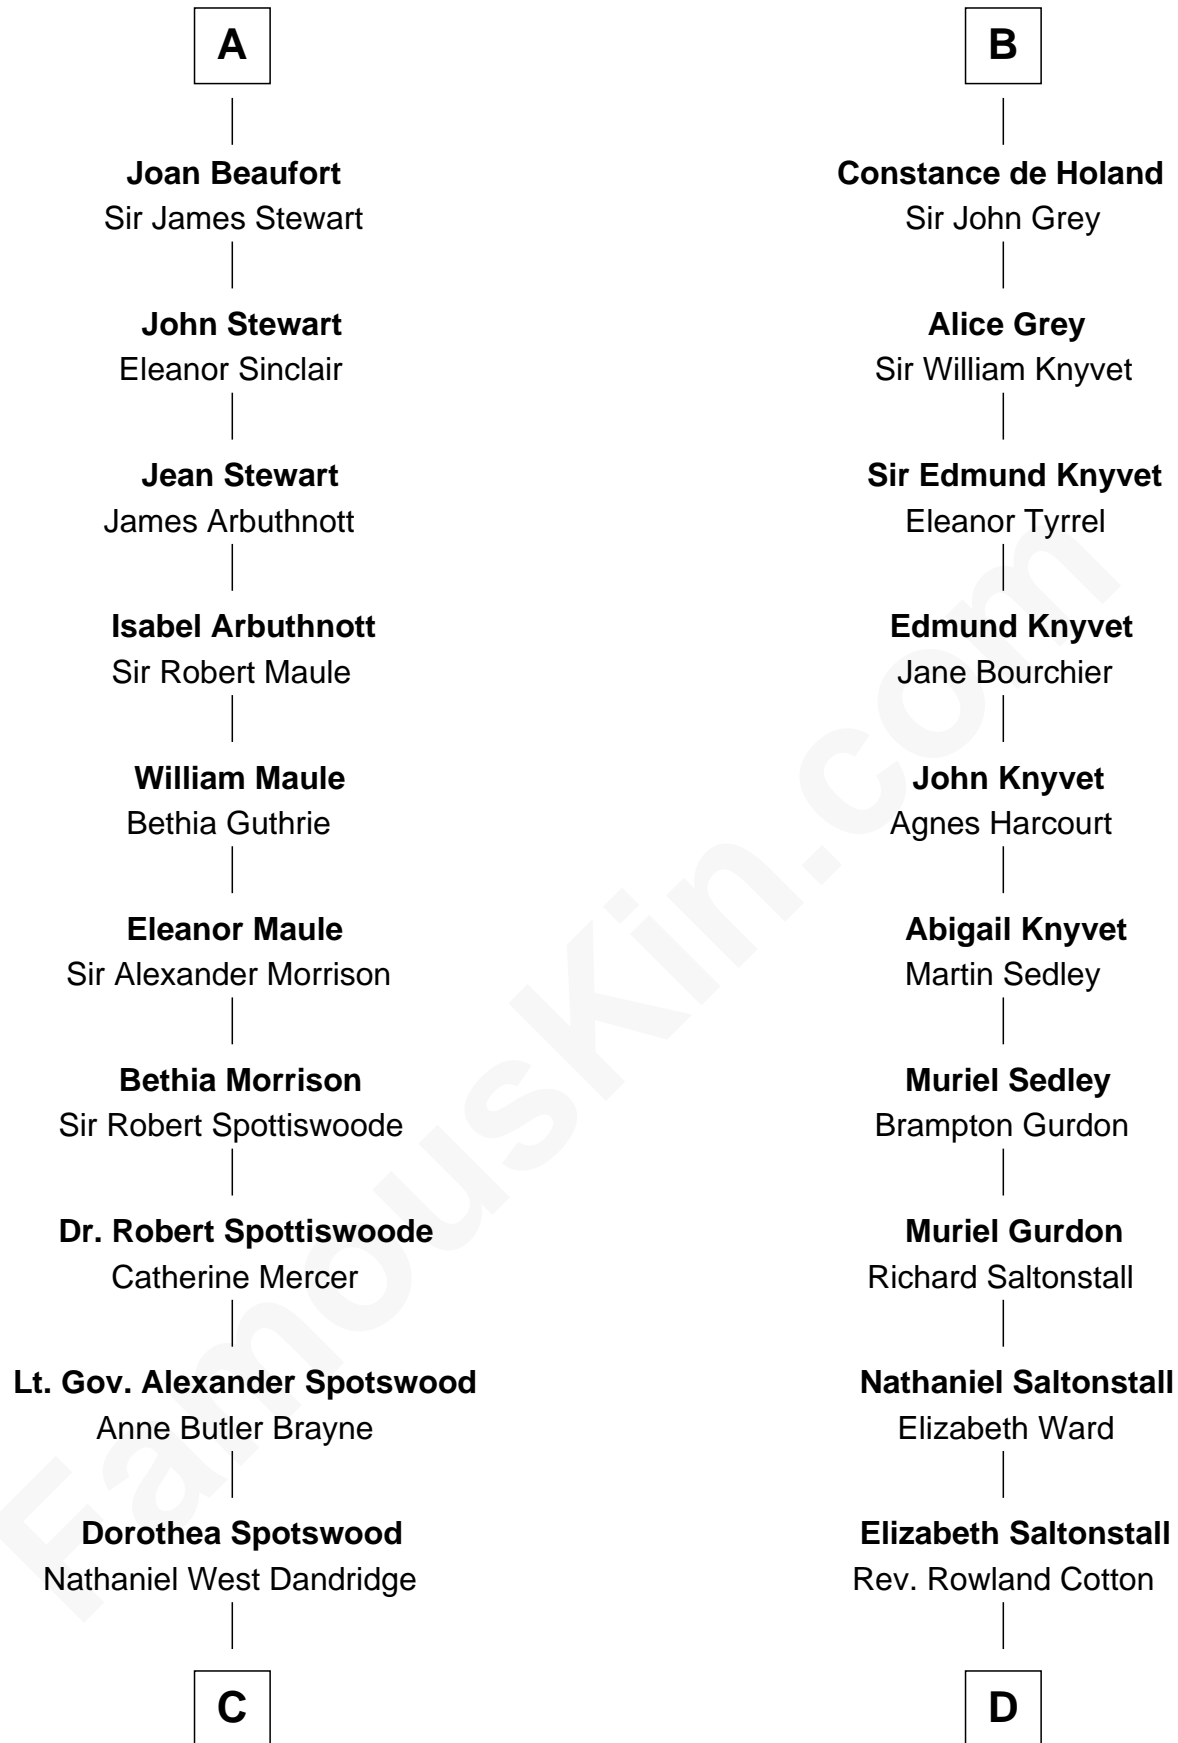 A
Joan Beaufort
Sir James Stewart
John Stewart
Eleanor Sinclair
Jean Stewart
James Arbuthnott
Isabel Arbuthnott
Sir Robert Maule
William Maule
Bethia Guthrie
Eleanor Maule
Sir Alexander Morrison
Bethia Morrison
Sir Robert Spottiswoode
Dr. Robert Spottiswoode
Catherine Mercer
Lt. Gov. Alexander Spotswood
Anne Butler Brayne
Dorothea Spotswood
Nathaniel West Dandridge
C
B
Constance de Holand
Sir John Grey
Alice Grey
Sir William Knyvet
Sir Edmund Knyvet
Eleanor Tyrrel
Edmund Knyvet
Jane Bourchier
John Knyvet
Agnes Harcourt
Abigail Knyvet
Martin Sedley
Muriel Sedley
Brampton Gurdon
Muriel Gurdon
Richard Saltonstall
Nathaniel Saltonstall
Elizabeth Ward
Elizabeth Saltonstall
Rev. Rowland Cotton
D
FamousKin.com